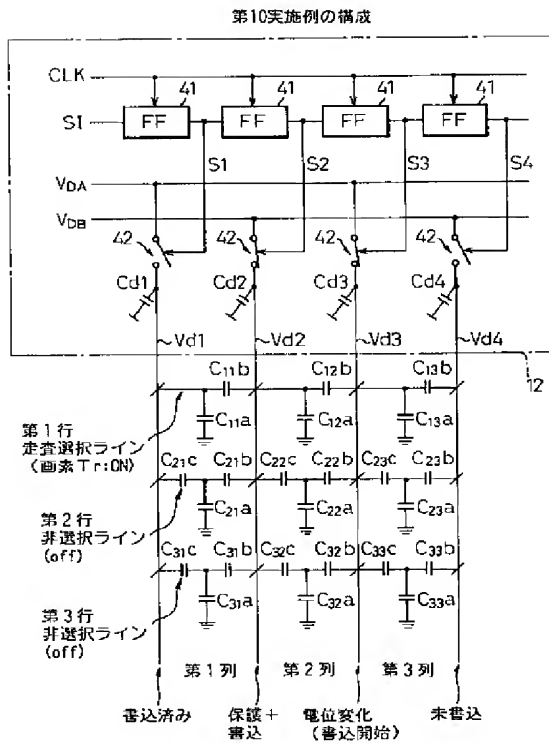 第10実施例の構成
CLK
41 41 41 41
SI FF FF FF FF
S1 S2 S3 S4
VDA
VDB
42 42 42 42
Cd1 Cd2 Cd3 Cd4
Vd1 Vd2 Vd3 Vd4
12
C11b C12b C13b
C11a C12a C13a
第1行
走査選択ライン
(画素Tr:ON)
C21c C21b C22c C22b C23c C23b
C21a C22a C23a
第2行
非選択ライン
(off)
C31c C31b C32c C32b C33c C33b
C31a C32a C33a
第3行
非選択ライン
(off)
第1列 第2列 第3列
書込済み 保護+ 電位変化 未書込
書込 (書込開始)